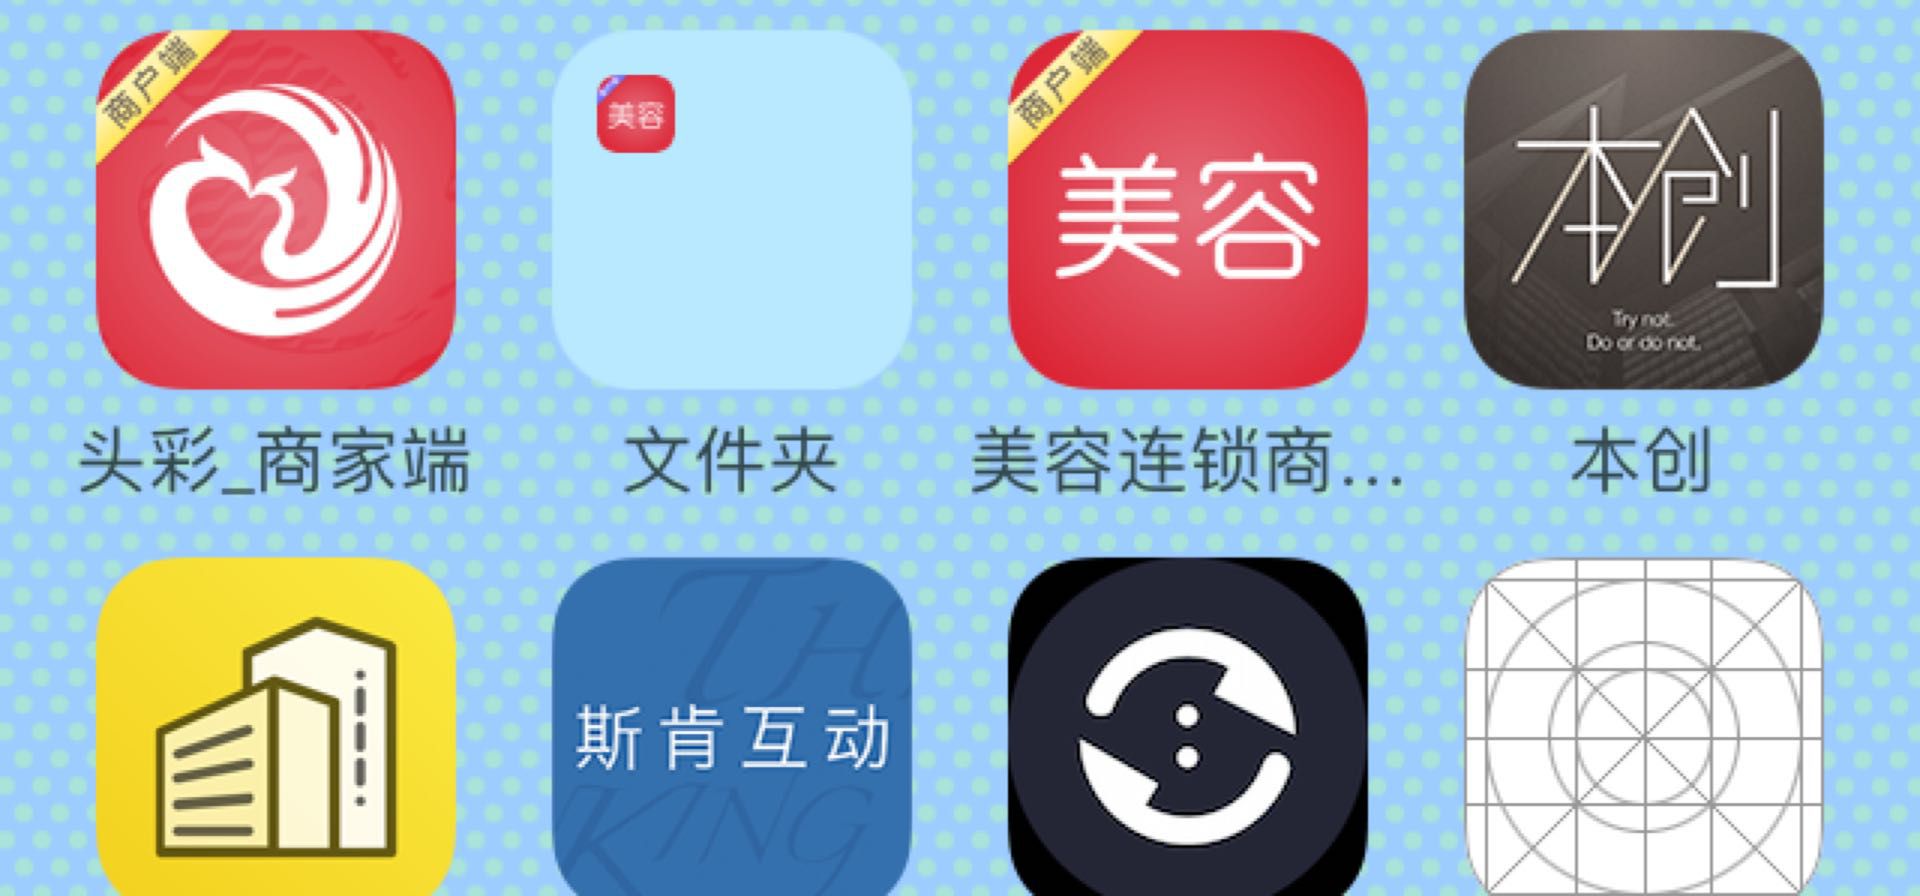 商户端
美容
商户端
美容
本创
Try not.
Do or do not.
头彩_商家端
文件夹
美容连锁商...
本创
TH
斯肯互动
KING